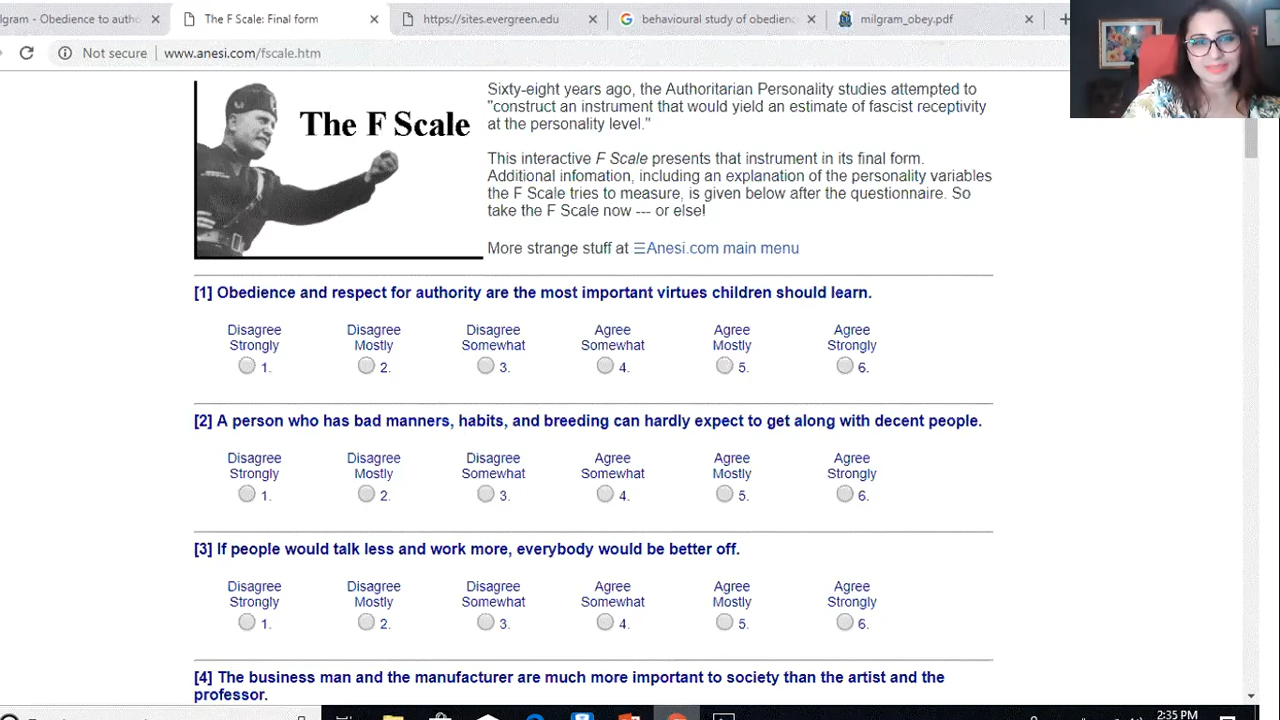 lgram - Obedience to autho
The F Scale: Final form
https://sites.evergreen.edu
behavioural study of obedienc
milgram_obey.pdf
Not secure
www.anesi.com/fscale.htm
The F Scale
Sixty-eight years ago, the Authoritarian Personality studies attempted to
"construct an instrument that would yield an estimate of fascist receptivity
at the personality level."
This interactive F Scale presents that instrument in its final form.
Additional infomation, including an explanation of the personality variables
the F Scale tries to measure, is given below after the questionnaire. So
take the F Scale now --- or else!
More strange stuff at ☰Anesi.com main menu
[1] Obedience and respect for authority are the most important virtues children should learn.
Disagree Disagree Disagree Agree Agree Agree
Strongly Mostly Somewhat Somewhat Mostly Strongly
1. 2. 3. 4. 5. 6.
[2] A person who has bad manners, habits, and breeding can hardly expect to get along with decent people.
Disagree Disagree Disagree Agree Agree Agree
Strongly Mostly Somewhat Somewhat Mostly Strongly
1. 2. 3. 4. 5. 6.
[3] If people would talk less and work more, everybody would be better off.
Disagree Disagree Disagree Agree Agree Agree
Strongly Mostly Somewhat Somewhat Mostly Strongly
1. 2. 3. 4. 5. 6.
[4] The business man and the manufacturer are much more important to society than the artist and the
professor.
2:35 PM